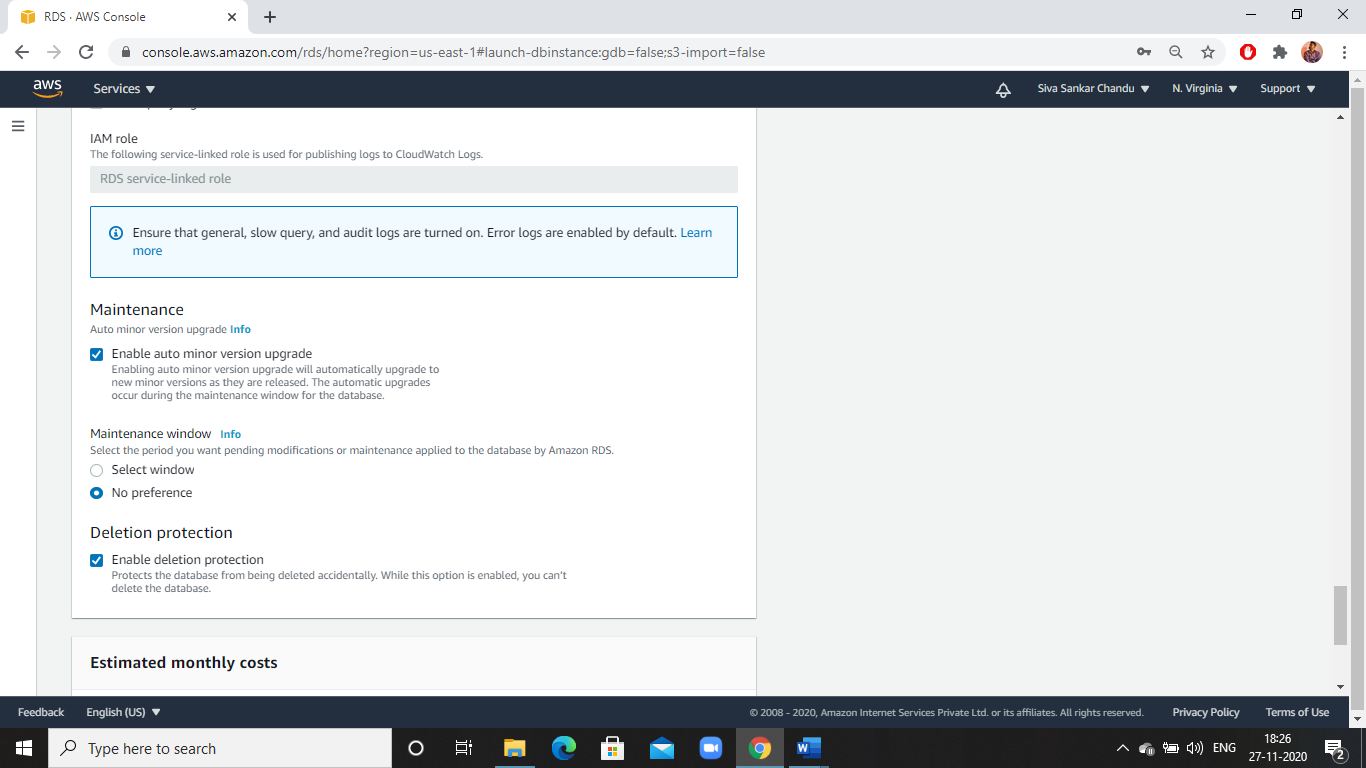 RDS · AWS Console
console.aws.amazon.com/rds/home?region=us-east-1#launch-dbinstance:gdb=false;s3-import=false
aws
Services
Siva Sankar Chandu
N. Virginia
Support
IAM role
The following service-linked role is used for publishing logs to CloudWatch Logs.
RDS service-linked role
Ensure that general, slow query, and audit logs are turned on. Error logs are enabled by default. Learn
more
Maintenance
Auto minor version upgrade Info
Enable auto minor version upgrade
Enabling auto minor version upgrade will automatically upgrade to
new minor versions as they are released. The automatic upgrades
occur during the maintenance window for the database.
Maintenance window Info
Select the period you want pending modifications or maintenance applied to the database by Amazon RDS.
Select window
No preference
Deletion protection
Enable deletion protection
Protects the database from being deleted accidentally. While this option is enabled, you can't
delete the database.
Estimated monthly costs
Feedback
English (US)
© 2008 - 2020, Amazon Internet Services Private Ltd. or its affiliates. All rights reserved.
Privacy Policy
Terms of Use
Type here to search
W
ENG
18:26
27-11-2020
2